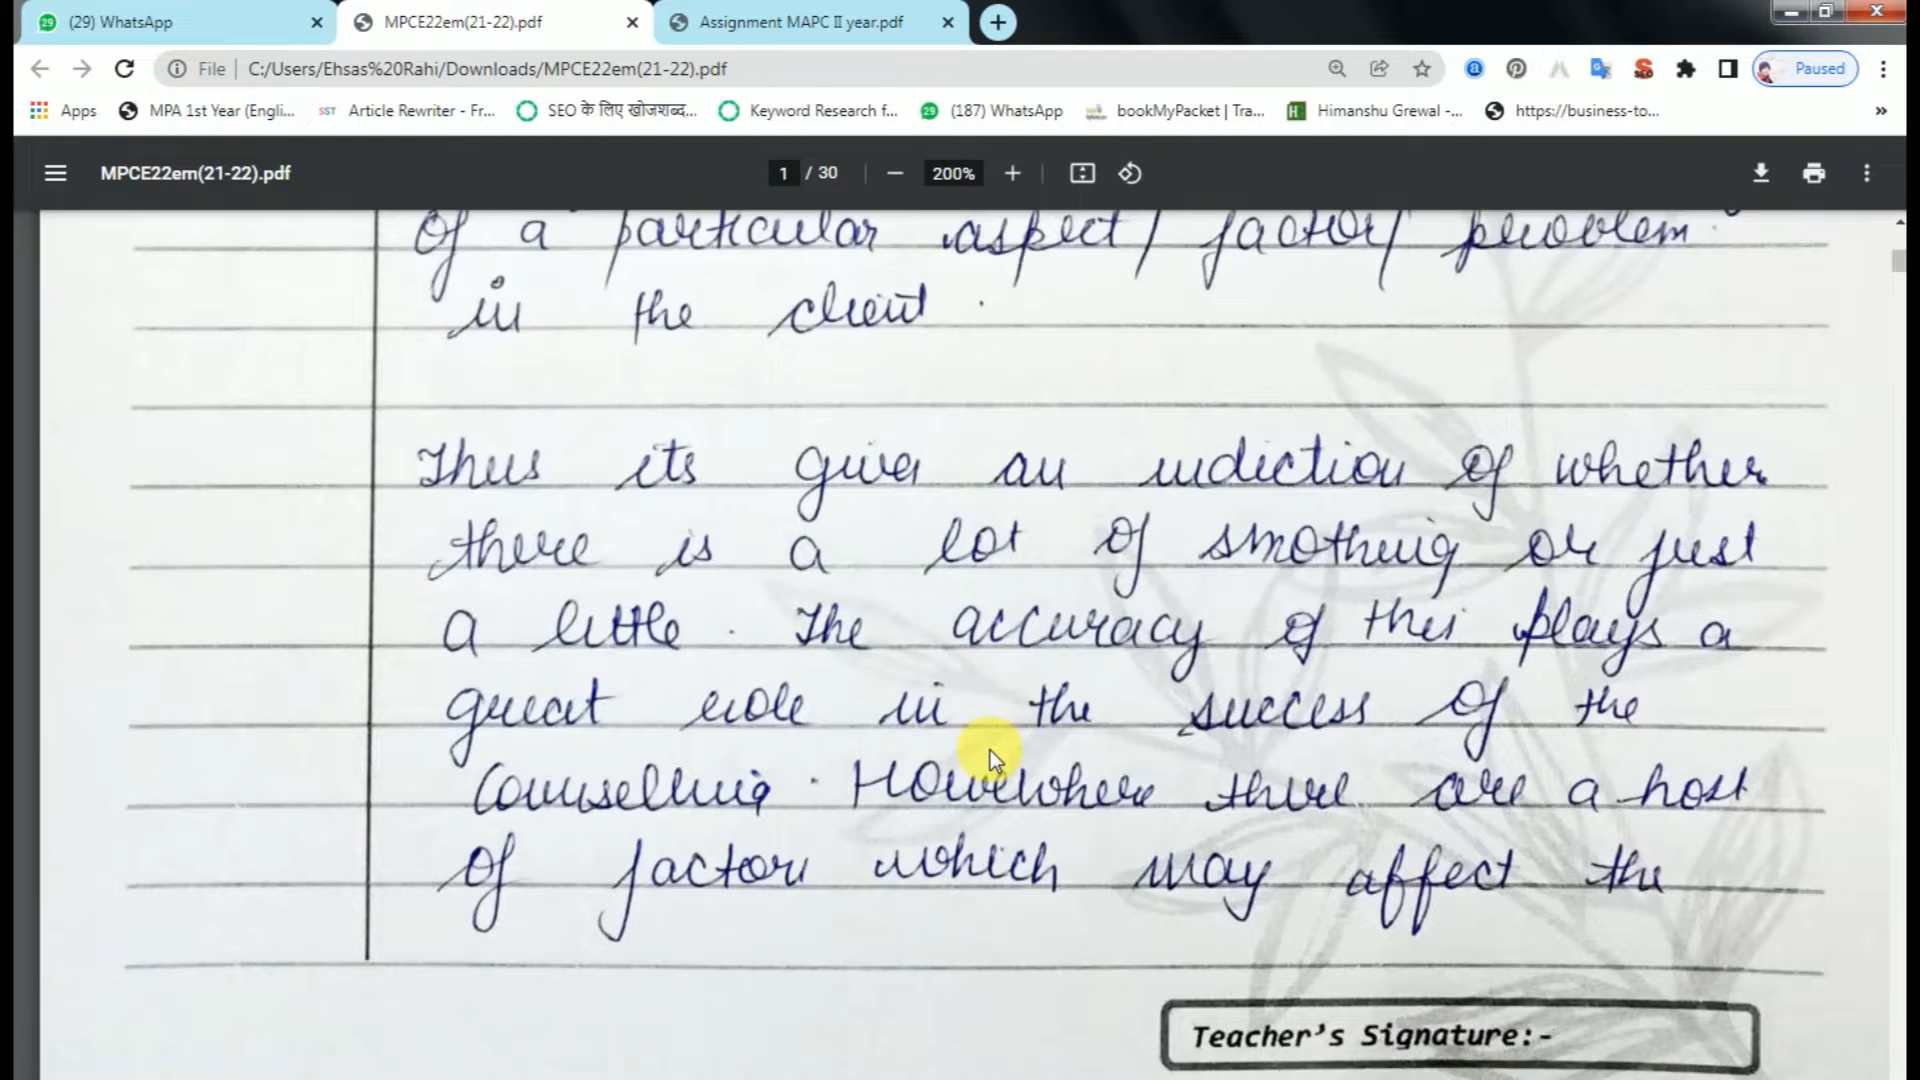 (29) WhatsApp
MPCE22em(21-22).pdf
Assignment MAPC II year.pdf
File C:/Users/Ehsas%20Rahi/Downloads/MPCE22em(21-22).pdf
Paused
Apps MPA 1st Year (Engli... SST Article Rewriter - Fr... SEO के लिए खोजशब्द... Keyword Research f... (187) WhatsApp bookMyPacket | Tra... Himanshu Grewal -... https://business-to... »
MPCE22em(21-22).pdf 1 / 30 200%
Of a particular aspect / factor / problem
in the client.
Thus its gives an indiction of whether
there is a lot of smothing or just
a little. The accuracy of this plays a
great role in the success of the
Counselling. Howewhere there are a host
of factors which may affect the
Teacher's Signature:-